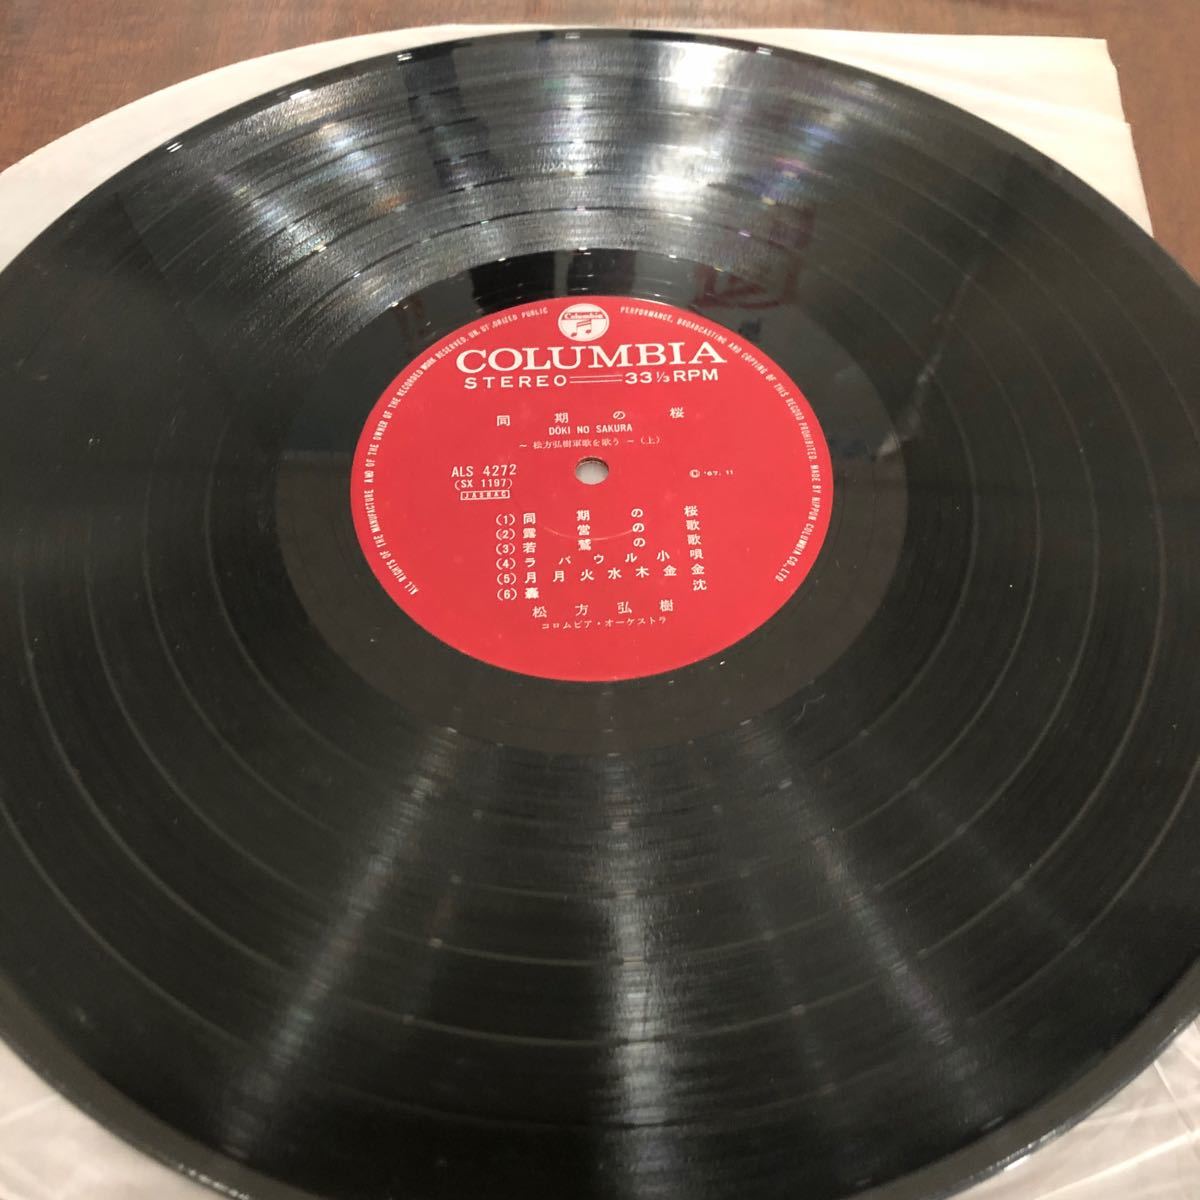 ALL RIGHTS OF THE MANUFACTURE AND OF THE OWNER OF THE RECORDED WORK RESERVED. UNAUTHORIZED PUBLIC PERFORMANCE, BROADCASTING AND COPYING OF THIS RECORD PROHIBITED. MADE BY NIPPON COLUMBIA CO., LTD.
Columbia
COLUMBIA
STEREO 33 1/3 RPM
同期の桜
DOKI NO SAKURA
～松方弘樹軍歌を歌う～（上）
ALS 4272
(SX 1197)
© '67. 11
JASRAC
(1) 同期の桜
(2) 露営の歌
(3) 若鷲の歌
(4) ラバウル小唄
(5) 月月火水木金金
(6) 轟沈
松方弘樹
コロムビア・オーケストラ